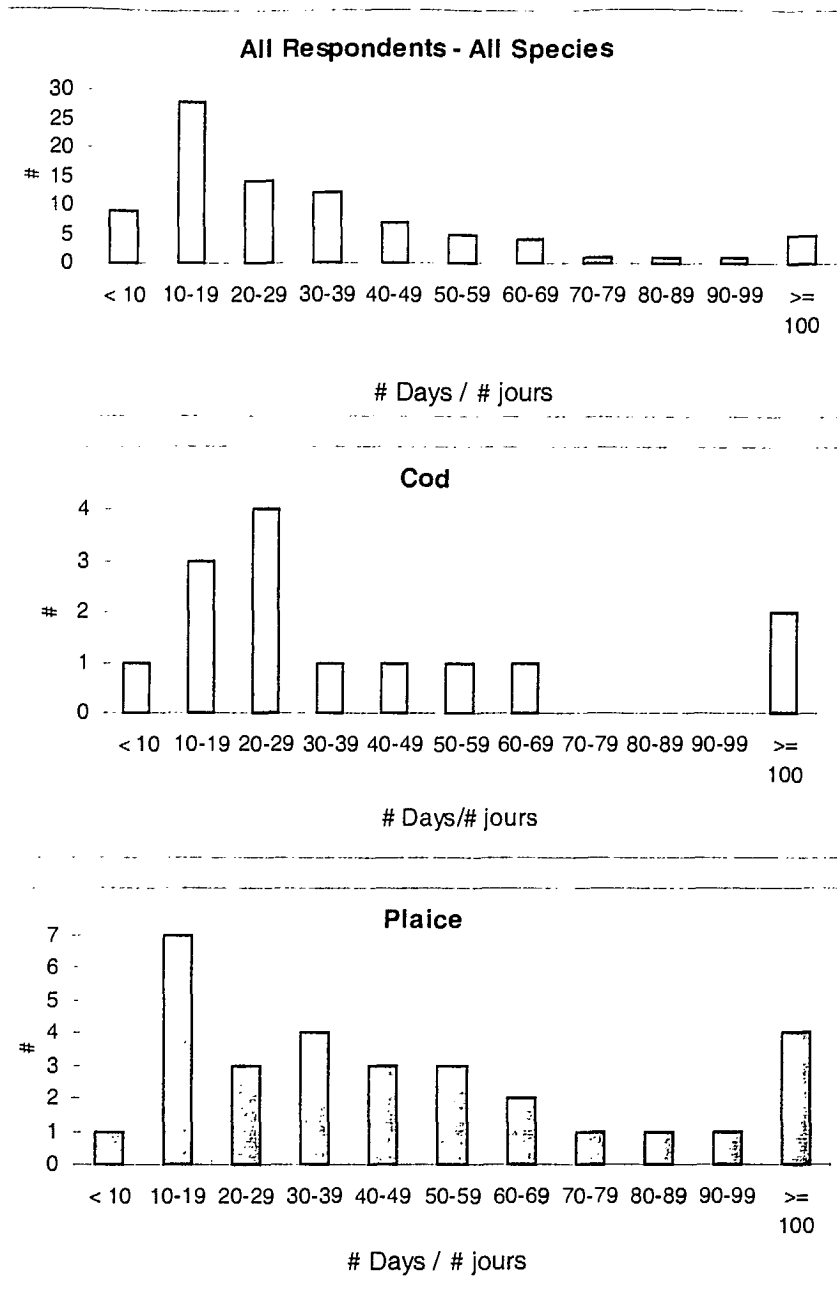 All Respondents - All Species
30
25
20
# 15
10
5
0
< 10 10-19 20-29 30-39 40-49 50-59 60-69 70-79 80-89 90-99 >=
100
# Days / # jours
Cod
4
3
# 2
1
0
< 10 10-19 20-29 30-39 40-49 50-59 60-69 70-79 80-89 90-99 >=
100
# Days/# jours
Plaice
7
6
5
4
#
3
2
1
0
< 10 10-19 20-29 30-39 40-49 50-59 60-69 70-79 80-89 90-99 >=
100
# Days / # jours